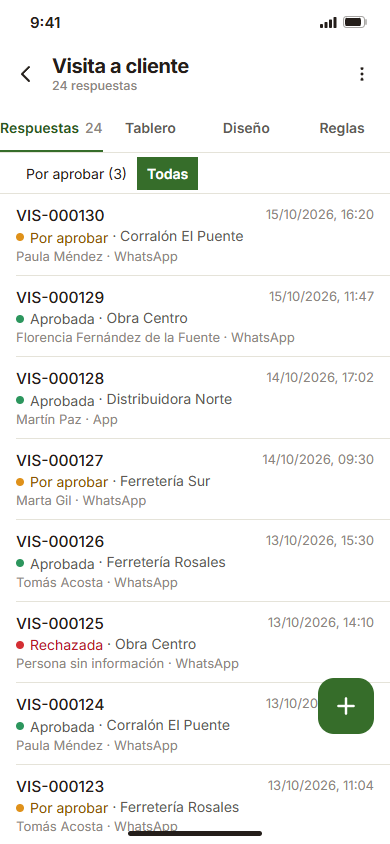 9:41
Visita a cliente
24 respuestas
Respuestas 24 Tablero Diseño Reglas
Por aprobar (3) Todas
VIS-000130 15/10/2026, 16:20
Por aprobar · Corralón El Puente
Paula Méndez · WhatsApp
VIS-000129 15/10/2026, 11:47
Aprobada · Obra Centro
Florencia Fernández de la Fuente · WhatsApp
VIS-000128 14/10/2026, 17:02
Aprobada · Distribuidora Norte
Martín Paz · App
VIS-000127 14/10/2026, 09:30
Por aprobar · Ferretería Sur
Marta Gil · WhatsApp
VIS-000126 13/10/2026, 15:30
Aprobada · Ferretería Rosales
Tomás Acosta · WhatsApp
VIS-000125 13/10/2026, 14:10
Rechazada · Obra Centro
Persona sin información · WhatsApp
VIS-000124 13/10/20
Aprobada · Corralón El Puente
Paula Méndez · WhatsApp
VIS-000123 13/10/2026, 11:04
Por aprobar · Ferretería Rosales
Tomás Acosta · WhatsApp